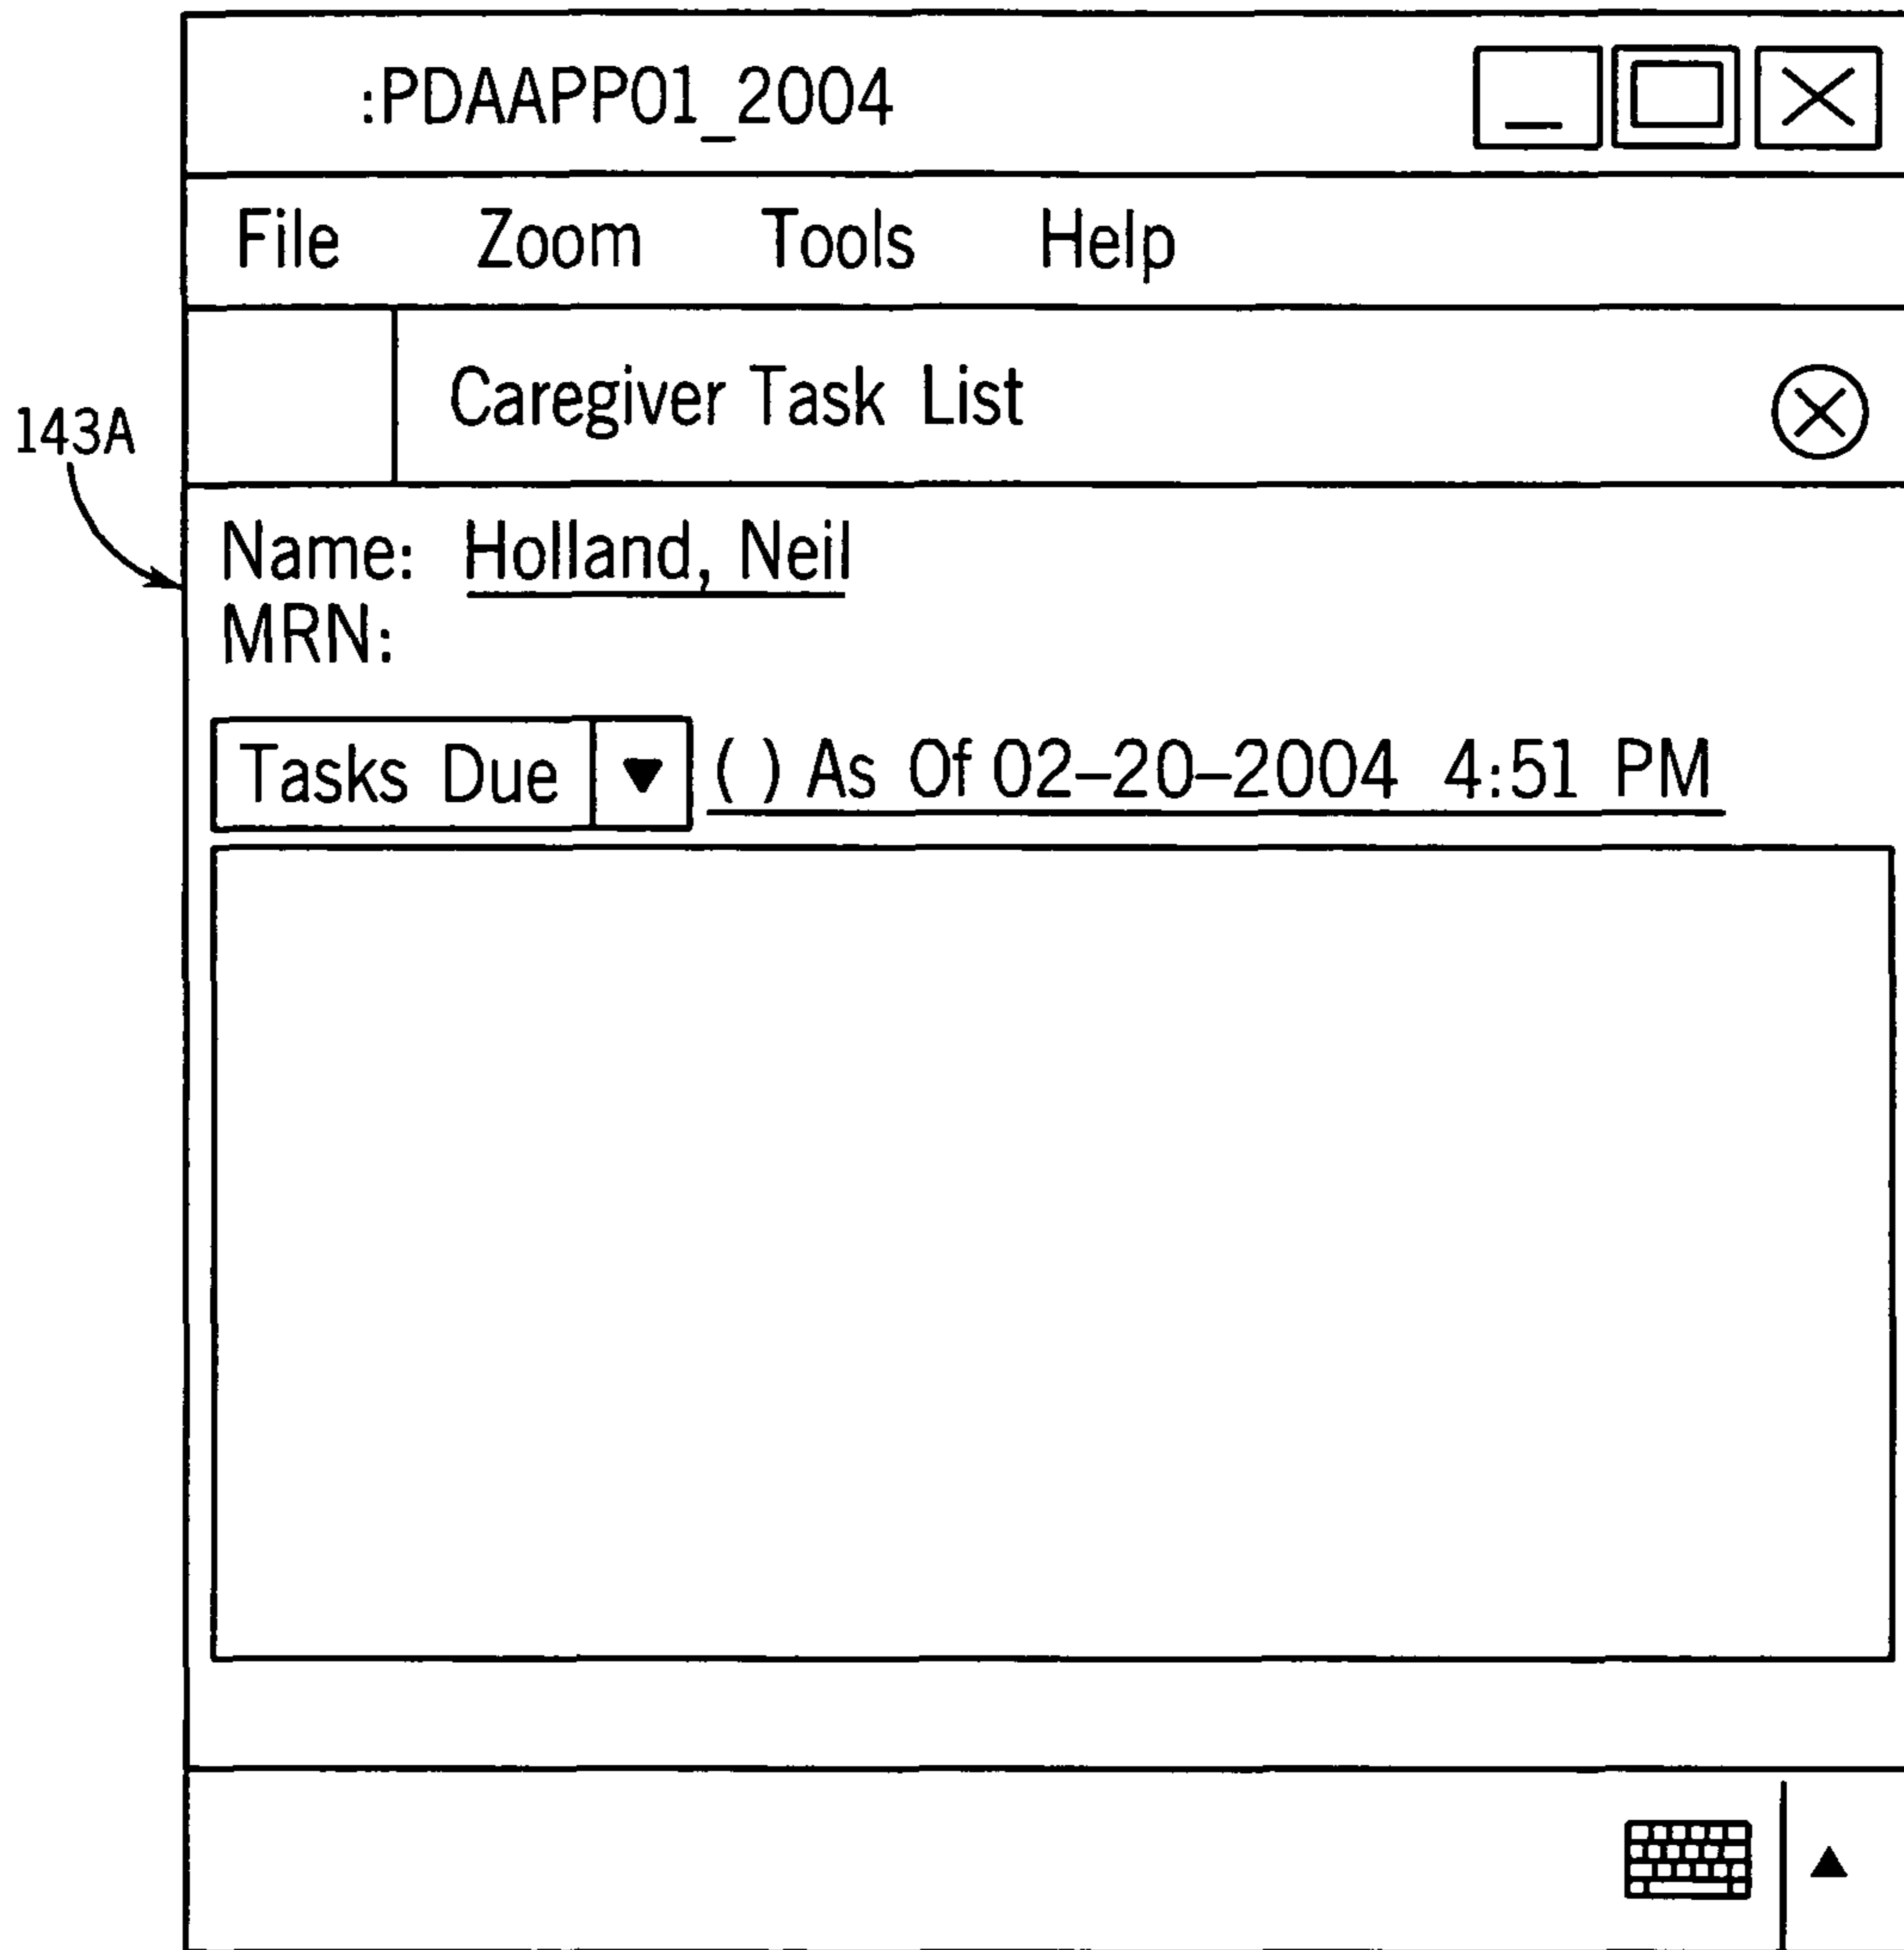 :PDAAPP01_2004
File Zoom Tools Help
Caregiver Task List
143A
Name: Holland, Neil
MRN:
Tasks Due ( ) As Of 02-20-2004 4:51 PM